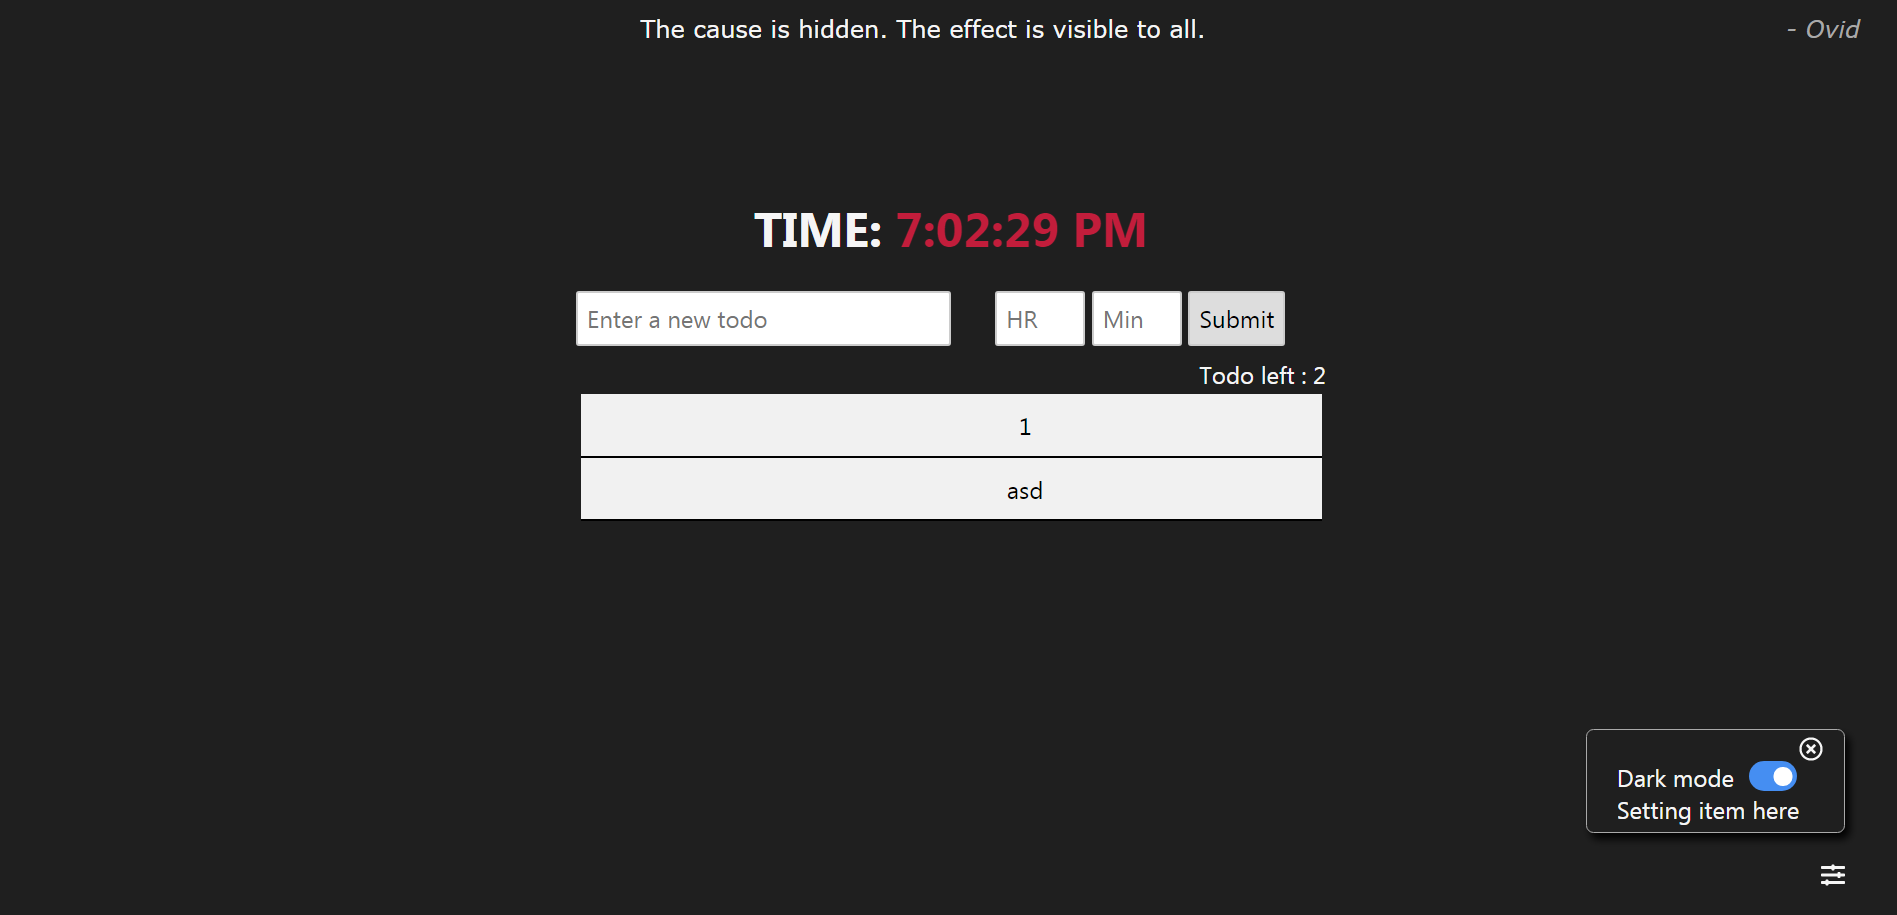 The cause is hidden. The effect is visible to all.
- Ovid
TIME: 7:02:29 PM
Enter a new todo
HR
Min
Submit
Todo left : 2
1
asd
Dark mode
Setting item here